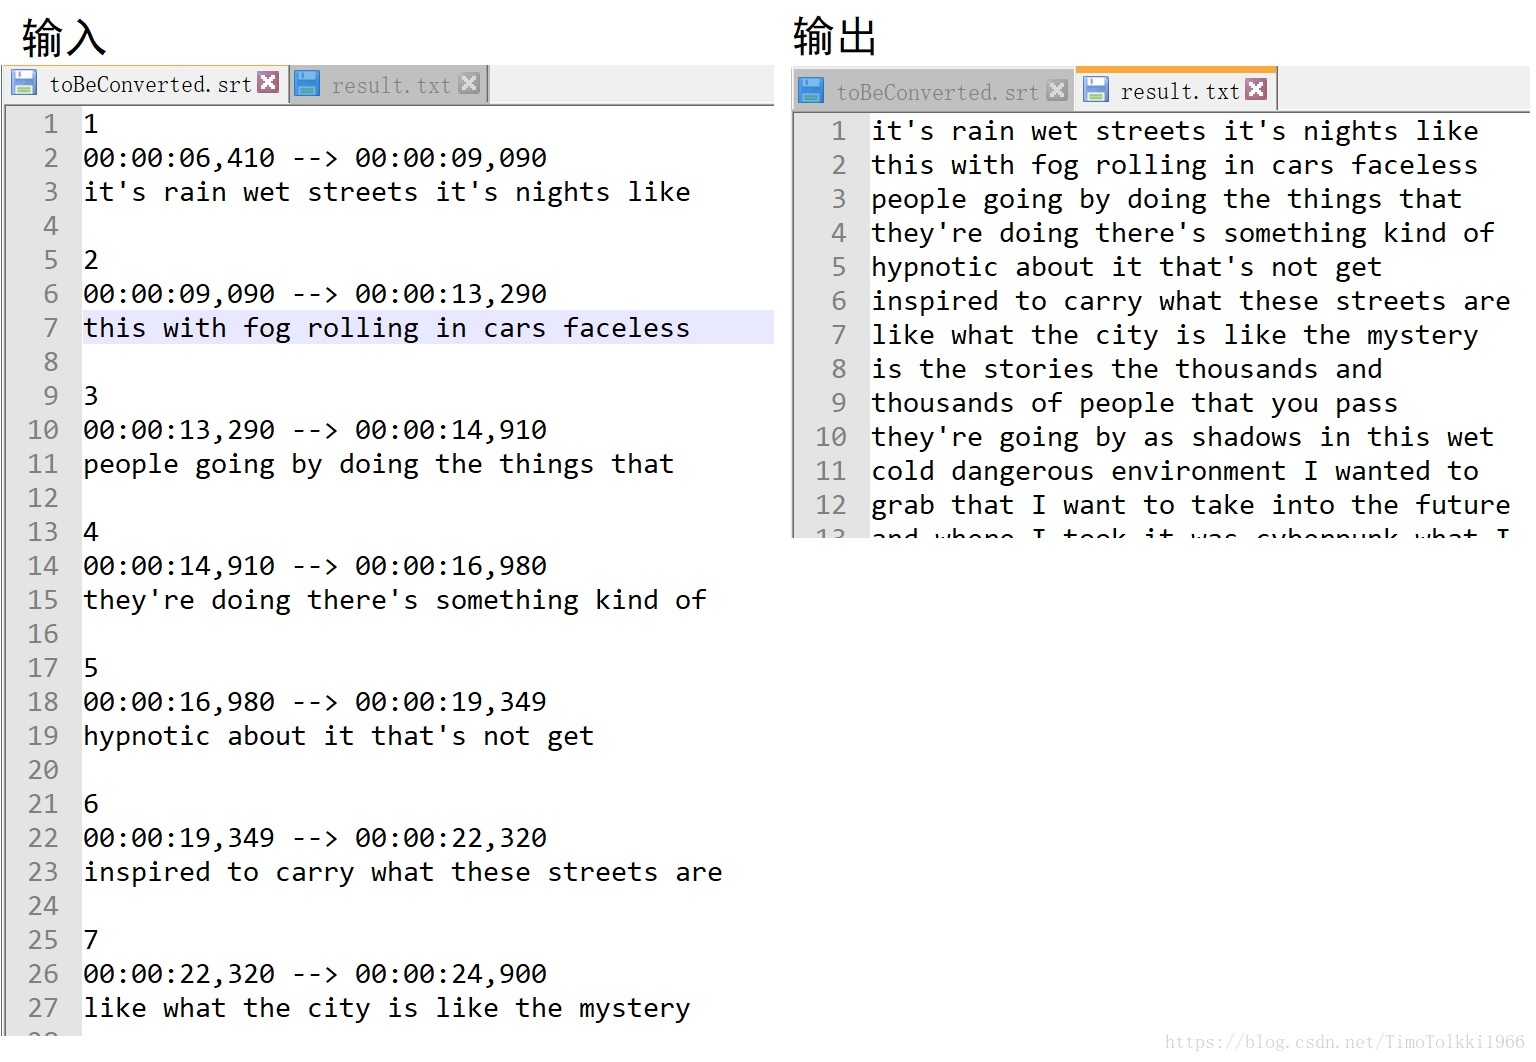 输入
toBeConverted.srt
result.txt
1 1
2 00:00:06,410 --> 00:00:09,090
3 it's rain wet streets it's nights like
4
5 2
6 00:00:09,090 --> 00:00:13,290
7 this with fog rolling in cars faceless
8
9 3
10 00:00:13,290 --> 00:00:14,910
11 people going by doing the things that
12
13 4
14 00:00:14,910 --> 00:00:16,980
15 they're doing there's something kind of
16
17 5
18 00:00:16,980 --> 00:00:19,349
19 hypnotic about it that's not get
20
21 6
22 00:00:19,349 --> 00:00:22,320
23 inspired to carry what these streets are
24
25 7
26 00:00:22,320 --> 00:00:24,900
27 like what the city is like the mystery
28
输出
toBeConverted.srt
result.txt
1 it's rain wet streets it's nights like
2 this with fog rolling in cars faceless
3 people going by doing the things that
4 they're doing there's something kind of
5 hypnotic about it that's not get
6 inspired to carry what these streets are
7 like what the city is like the mystery
8 is the stories the thousands and
9 thousands of people that you pass
10 they're going by as shadows in this wet
11 cold dangerous environment I wanted to
12 grab that I want to take into the future
13 and where I took it was cyberpunk what I
https://blog.csdn.net/TimoTolkki1966